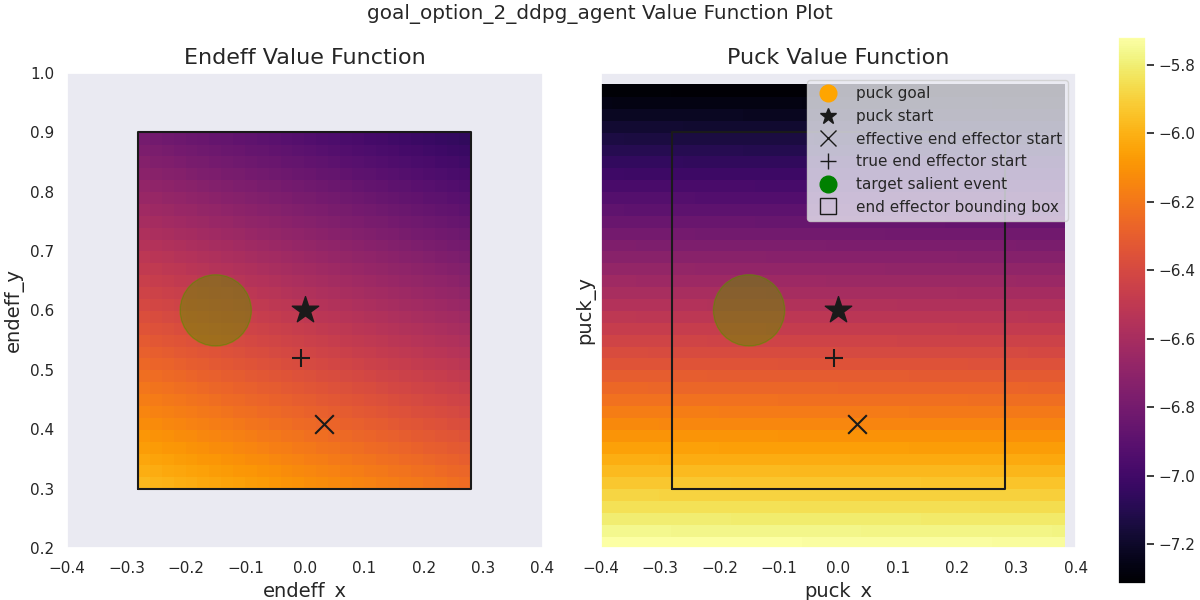 goal_option_2_ddpg_agent Value Function Plot
Endeff Value Function
1.0
0.9
0.8
0.7
0.6
0.5
0.4
0.3
0.2
endeff_y
−0.4 −0.3 −0.2 −0.1 0.0 0.1 0.2 0.3 0.4
endeff_x
Puck Value Function
puck goal
puck start
effective end effector start
true end effector start
target salient event
end effector bounding box
puck_y
−0.4 −0.3 −0.2 −0.1 0.0 0.1 0.2 0.3 0.4
puck_x
−5.8
−6.0
−6.2
−6.4
−6.6
−6.8
−7.0
−7.2